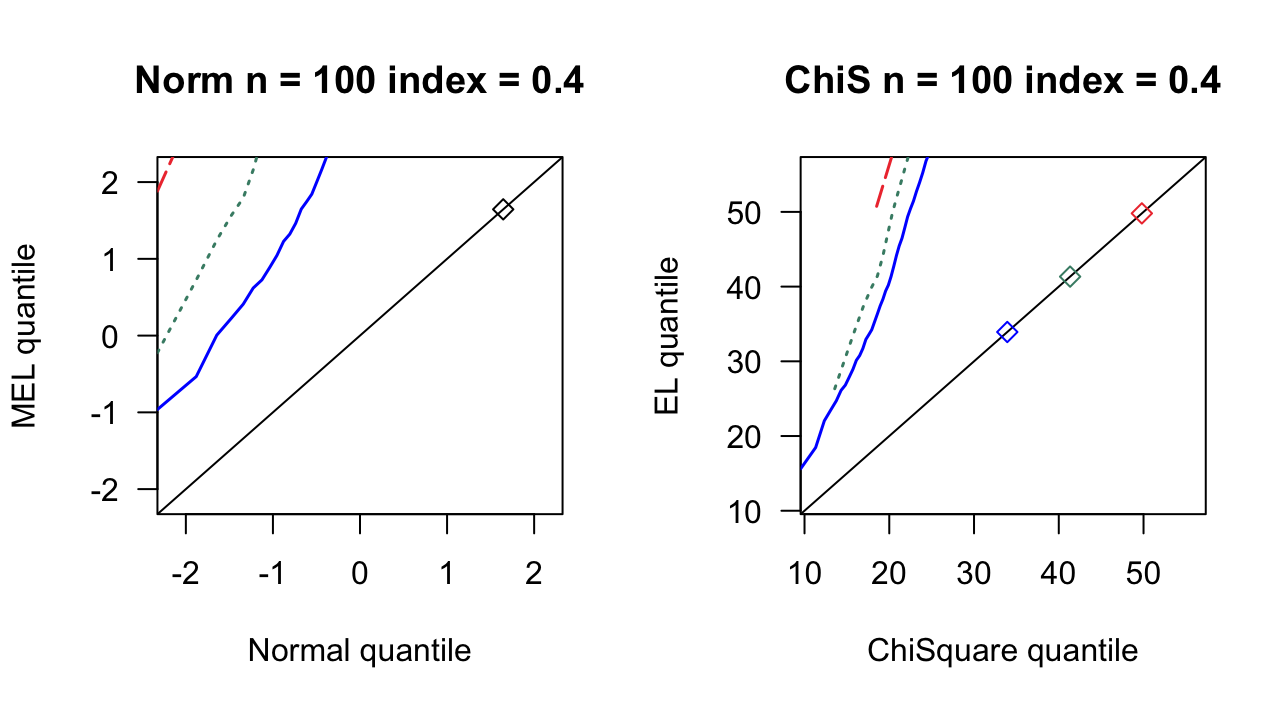 Norm n = 100 index = 0.4
MEL quantile
2
1
0
-1
-2
-2 -1 0 1 2
Normal quantile
ChiS n = 100 index = 0.4
EL quantile
50
40
30
20
10
10 20 30 40 50
ChiSquare quantile